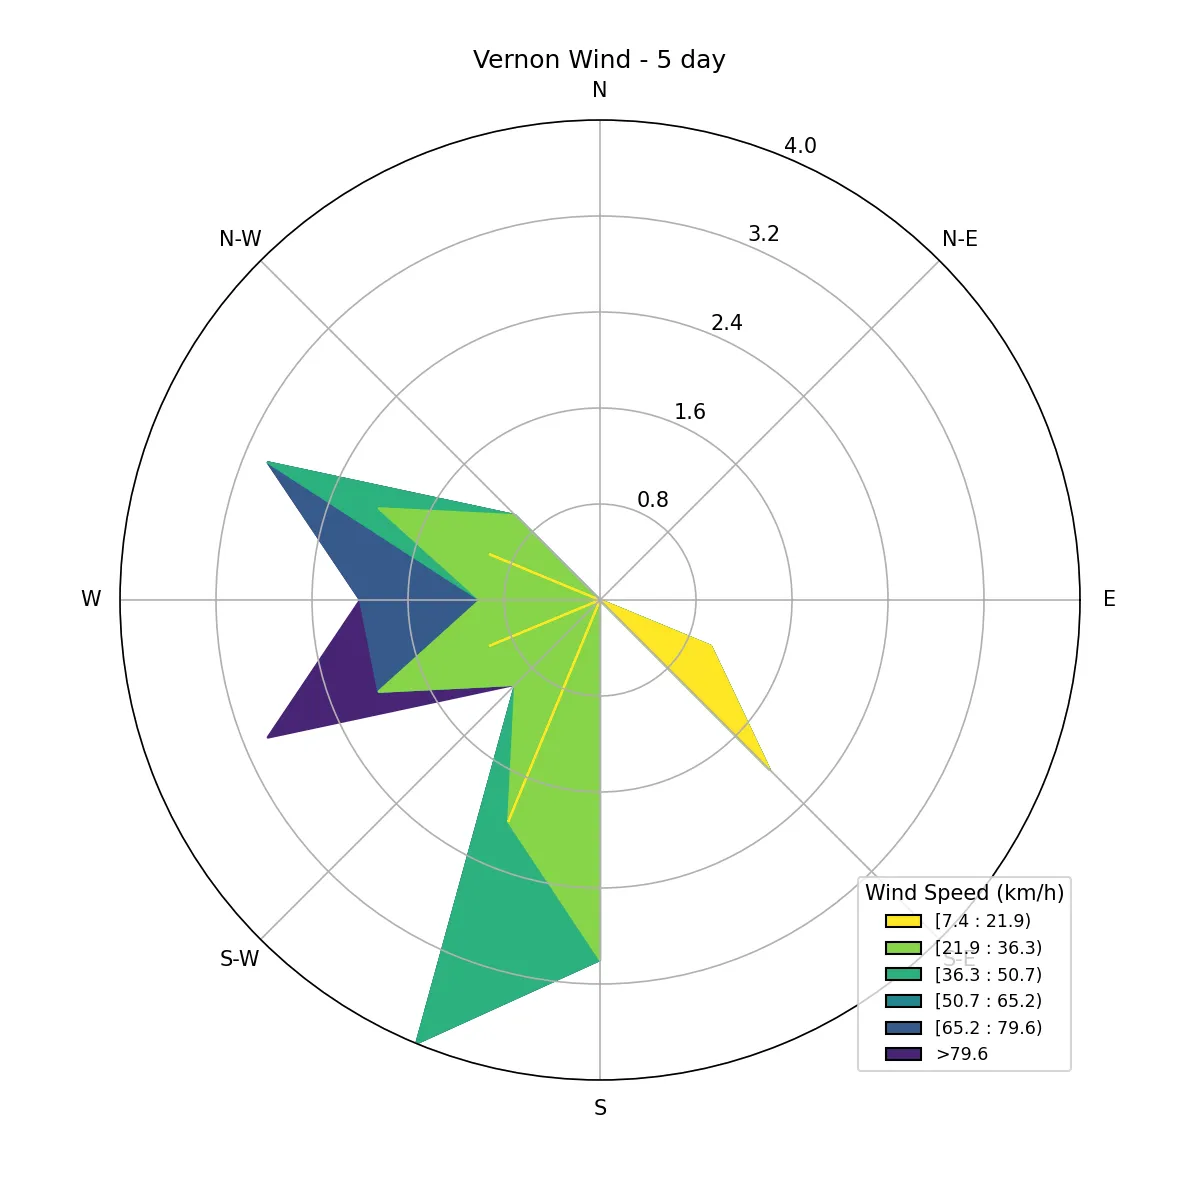 Vernon Wind - 5 day
N
4.0
N-W
3.2
N-E
2.4
1.6
0.8
W
E
S-W
S-E
S
Wind Speed (km/h)
[7.4 : 21.9)
[21.9 : 36.3)
[36.3 : 50.7)
[50.7 : 65.2)
[65.2 : 79.6)
>79.6